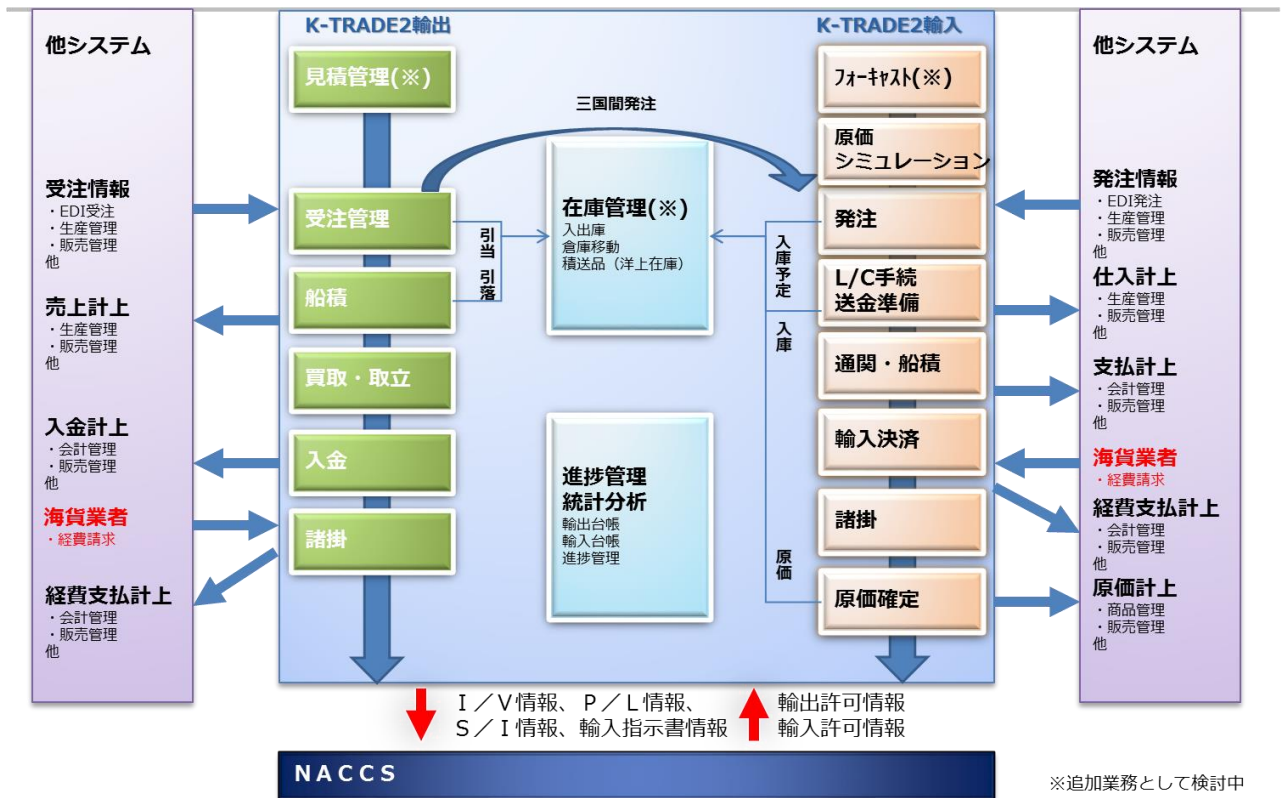 他システム
受注情報
・EDI受注
・生産管理
・販売管理
他
売上計上
・生産管理
・販売管理
他
入金計上
・会計管理
・販売管理
他
海貨業者
・経費請求
経費支払計上
・会計管理
・販売管理
他
K-TRADE2輸出
見積管理(※)
受注管理
船積
買取・取立
入金
諸掛
三国間発注
引当
引落
在庫管理(※)
入出庫
倉庫移動
積送品（洋上在庫）
進捗管理
統計分析
輸出台帳
輸入台帳
進捗管理
入庫予定
入庫
原価
K-TRADE2輸入
ﾌｫｰｷｬｽﾄ(※)
原価
シミュレーション
発注
L/C手続
送金準備
通関・船積
輸入決済
諸掛
原価確定
他システム
発注情報
・EDI発注
・生産管理
・販売管理
他
仕入計上
・生産管理
・販売管理
他
支払計上
・会計管理
・販売管理
他
海貨業者
・経費請求
経費支払計上
・会計管理
・販売管理
他
原価計上
・商品管理
・販売管理
他
Ｉ／Ｖ情報、Ｐ／Ｌ情報、
Ｓ／Ｉ情報、輸入指示書情報
輸出許可情報
輸入許可情報
ＮＡＣＣＳ
※追加業務として検討中